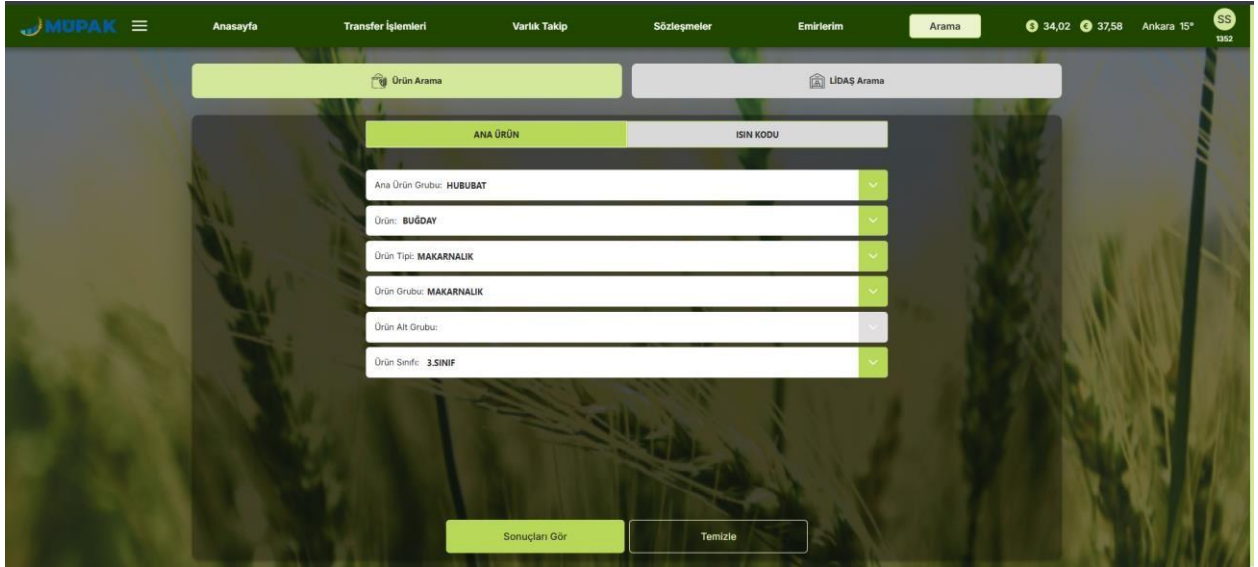 MÜPAK
Anasayfa
Transfer İşlemleri
Varlık Takip
Sözleşmeler
Emirlerim
Arama
$ 34,02 € 37,58
Ankara 15°
SS
1352
Ürün Arama
LİDAŞ Arama
ANA ÜRÜN
ISIN KODU
Ana Ürün Grubu: HUBUBAT
Ürün: BUĞDAY
Ürün Tipi: MAKARNALIK
Ürün Grubu: MAKARNALIK
Ürün Alt Grubu:
Ürün Sınıfı: 3.SINIF
Sonuçları Gör
Temizle